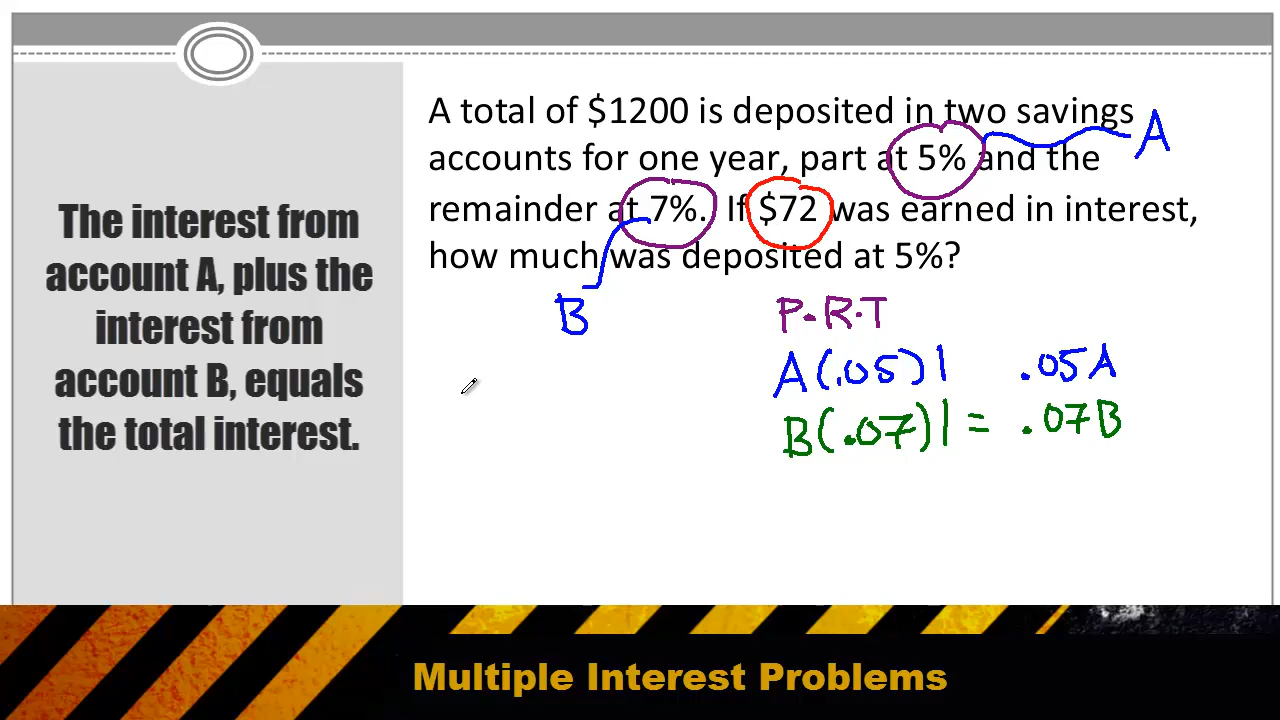 A total of $1200 is deposited in two savings
accounts for one year, part at 5% and the
remainder at 7%. If $72 was earned in interest,
how much was deposited at 5%?
A
B
The interest from
account A, plus the
interest from
account B, equals
the total interest.
P·R·T
A(.05)1 .05A
B(.07)1 = .07B
Multiple Interest Problems